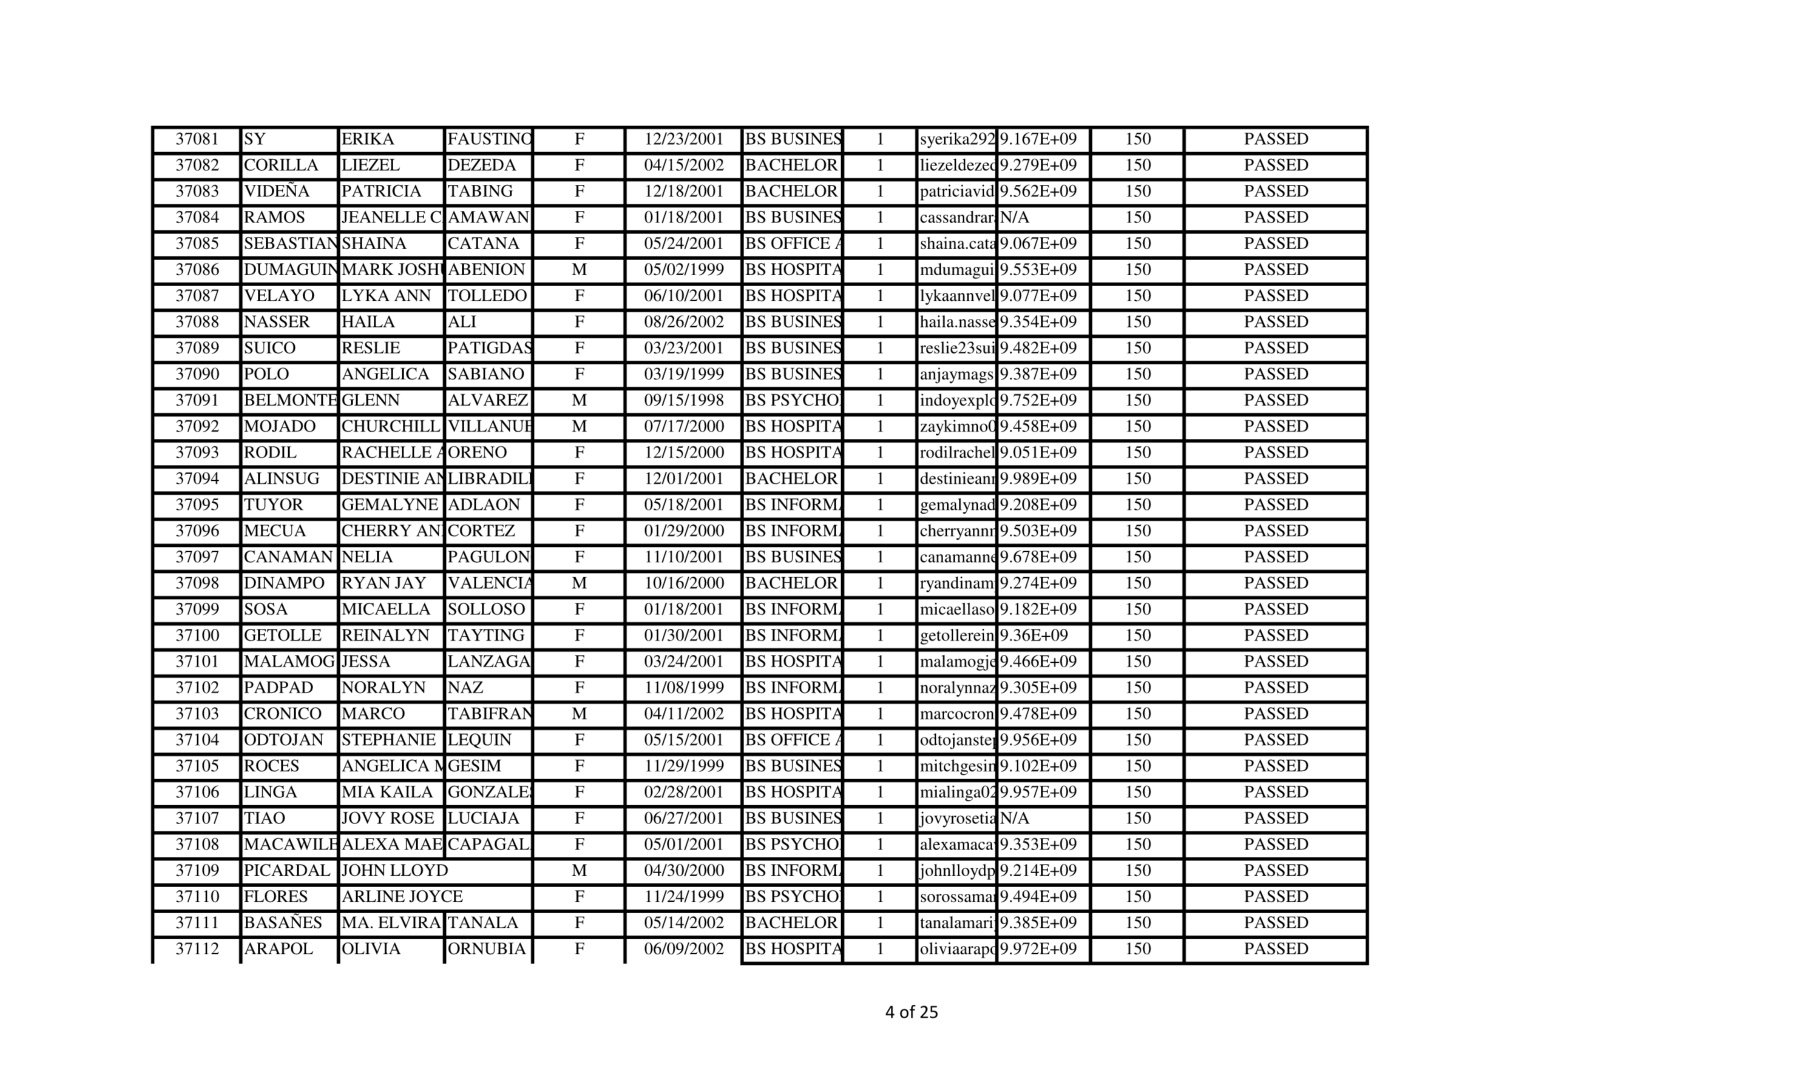 37081 SY ERIKA FAUSTINO F 12/23/2001 BS BUSINES 1 syerika292 9.167E+09 150 PASSED
37082 CORILLA LIEZEL DEZEDA F 04/15/2002 BACHELOR 1 liezeldezed 9.279E+09 150 PASSED
37083 VIDEÑA PATRICIA TABING F 12/18/2001 BACHELOR 1 patriciavid 9.562E+09 150 PASSED
37084 RAMOS JEANELLE C AMAWAN F 01/18/2001 BS BUSINES 1 cassandrar N/A 150 PASSED
37085 SEBASTIAN SHAINA CATANA F 05/24/2001 BS OFFICE A 1 shaina.cata 9.067E+09 150 PASSED
37086 DUMAGUIN MARK JOSHU ABENION M 05/02/1999 BS HOSPITA 1 mdumagui 9.553E+09 150 PASSED
37087 VELAYO LYKA ANN TOLLEDO F 06/10/2001 BS HOSPITA 1 lykaannvel 9.077E+09 150 PASSED
37088 NASSER HAILA ALI F 08/26/2002 BS BUSINES 1 haila.nasse 9.354E+09 150 PASSED
37089 SUICO RESLIE PATIGDAS F 03/23/2001 BS BUSINES 1 reslie23sui 9.482E+09 150 PASSED
37090 POLO ANGELICA SABIANO F 03/19/1999 BS BUSINES 1 anjaymags 9.387E+09 150 PASSED
37091 BELMONTE GLENN ALVAREZ M 09/15/1998 BS PSYCHO 1 indoyexplo 9.752E+09 150 PASSED
37092 MOJADO CHURCHILL VILLANUE M 07/17/2000 BS HOSPITA 1 zaykimno0 9.458E+09 150 PASSED
37093 RODIL RACHELLE A ORENO F 12/15/2000 BS HOSPITA 1 rodilrachel 9.051E+09 150 PASSED
37094 ALINSUG DESTINIE AN LIBRADIL F 12/01/2001 BACHELOR 1 destinieann 9.989E+09 150 PASSED
37095 TUYOR GEMALYNE ADLAON F 05/18/2001 BS INFORMA 1 gemalynad 9.208E+09 150 PASSED
37096 MECUA CHERRY AN CORTEZ F 01/29/2000 BS INFORMA 1 cherryannr 9.503E+09 150 PASSED
37097 CANAMAN NELIA PAGULON F 11/10/2001 BS BUSINES 1 canamanne 9.678E+09 150 PASSED
37098 DINAMPO RYAN JAY VALENCIA M 10/16/2000 BACHELOR 1 ryandinam 9.274E+09 150 PASSED
37099 SOSA MICAELLA SOLLOSO F 01/18/2001 BS INFORMA 1 micaellaso 9.182E+09 150 PASSED
37100 GETOLLE REINALYN TAYTING F 01/30/2001 BS INFORMA 1 getollerein 9.36E+09 150 PASSED
37101 MALAMOG JESSA LANZAGA F 03/24/2001 BS HOSPITA 1 malamogje 9.466E+09 150 PASSED
37102 PADPAD NORALYN NAZ F 11/08/1999 BS INFORMA 1 noralynnaz 9.305E+09 150 PASSED
37103 CRONICO MARCO TABIFRAN M 04/11/2002 BS HOSPITA 1 marcocron 9.478E+09 150 PASSED
37104 ODTOJAN STEPHANIE LEQUIN F 05/15/2001 BS OFFICE A 1 odtojanstep 9.956E+09 150 PASSED
37105 ROCES ANGELICA M GESIM F 11/29/1999 BS BUSINES 1 mitchgesin 9.102E+09 150 PASSED
37106 LINGA MIA KAILA GONZALES F 02/28/2001 BS HOSPITA 1 mialinga02 9.957E+09 150 PASSED
37107 TIAO JOVY ROSE LUCIAJA F 06/27/2001 BS BUSINES 1 jovyrosetia N/A 150 PASSED
37108 MACAWILE ALEXA MAE CAPAGAL F 05/01/2001 BS PSYCHO 1 alexamaca 9.353E+09 150 PASSED
37109 PICARDAL JOHN LLOYD M 04/30/2000 BS INFORMA 1 johnlloydp 9.214E+09 150 PASSED
37110 FLORES ARLINE JOYCE F 11/24/1999 BS PSYCHO 1 sorossamar 9.494E+09 150 PASSED
37111 BASAÑES MA. ELVIRA TANALA F 05/14/2002 BACHELOR 1 tanalamari 9.385E+09 150 PASSED
37112 ARAPOL OLIVIA ORNUBIA F 06/09/2002 BS HOSPITA 1 oliviaarapo 9.972E+09 150 PASSED
4 of 25